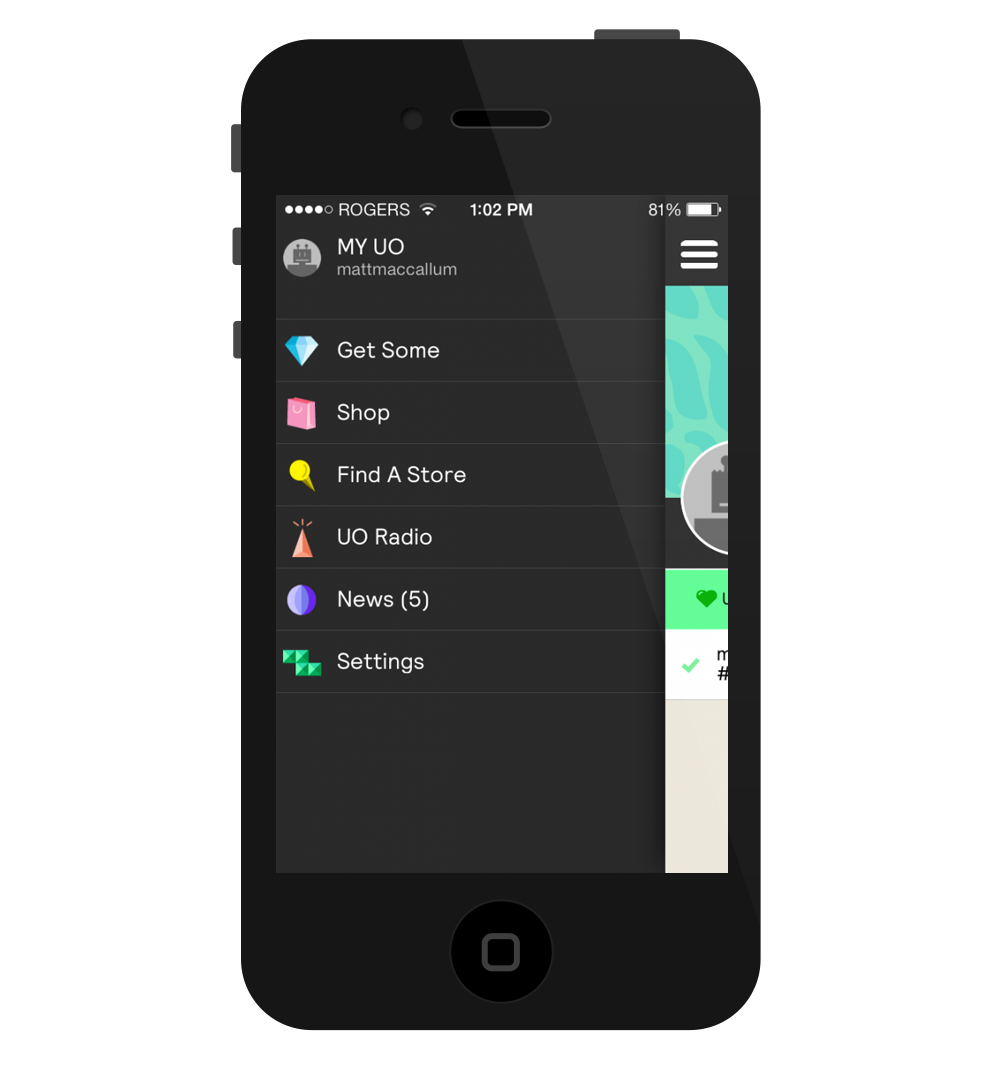 ROGERS 1:02 PM 81%
MY UO
mattmaccallum
Get Some
Shop
Find A Store
UO Radio
News (5)
Settings
#